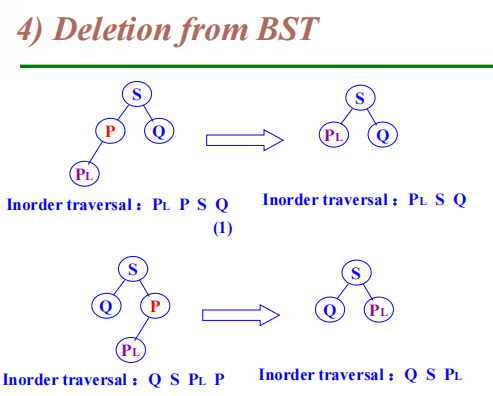 4) Deletion from BST
S
P Q
PL
S
PL Q
Inorder traversal： PL P S Q
Inorder traversal： PL S Q
(1)
S
Q P
PL
S
Q PL
Inorder traversal： Q S PL P
Inorder traversal： Q S PL